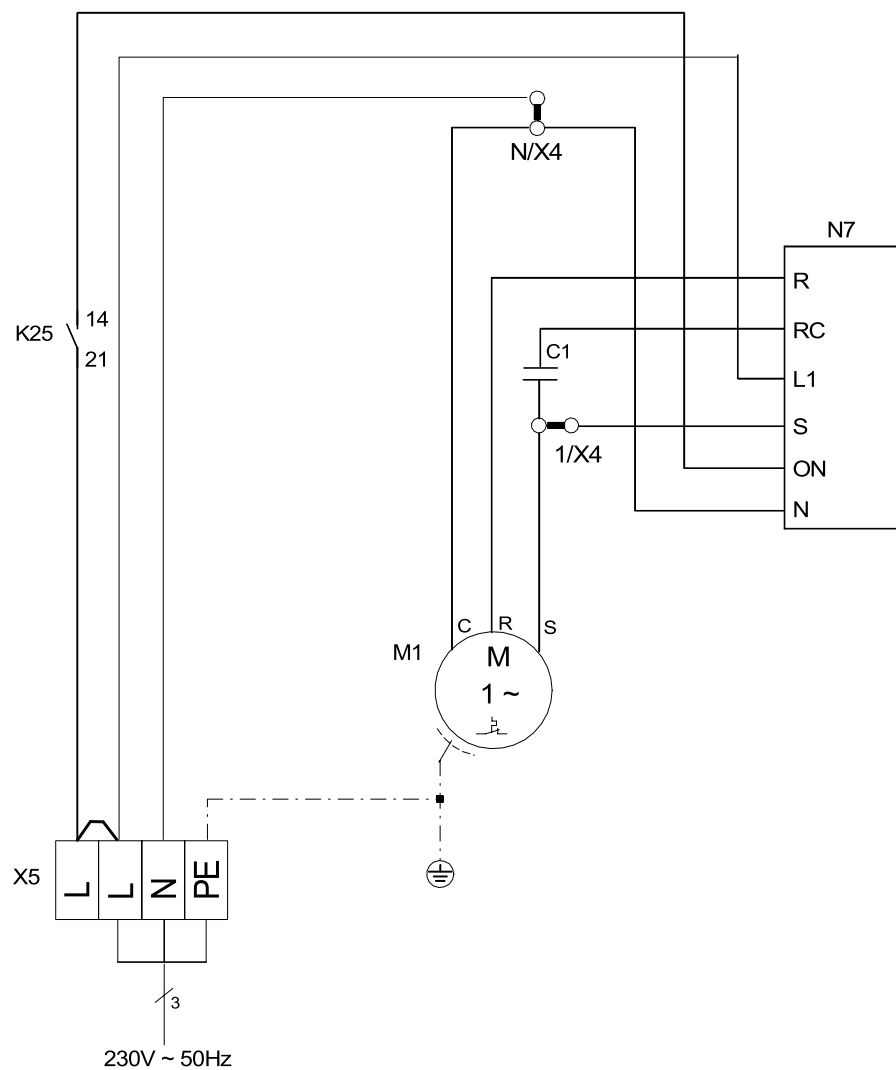 N/X4
N7
R
K25
14
RC
C1
21
L1
S
1/X4
ON
N
C
R
S
M1
M
1 ~
X5
L
L
N
PE
3
230V ~ 50Hz